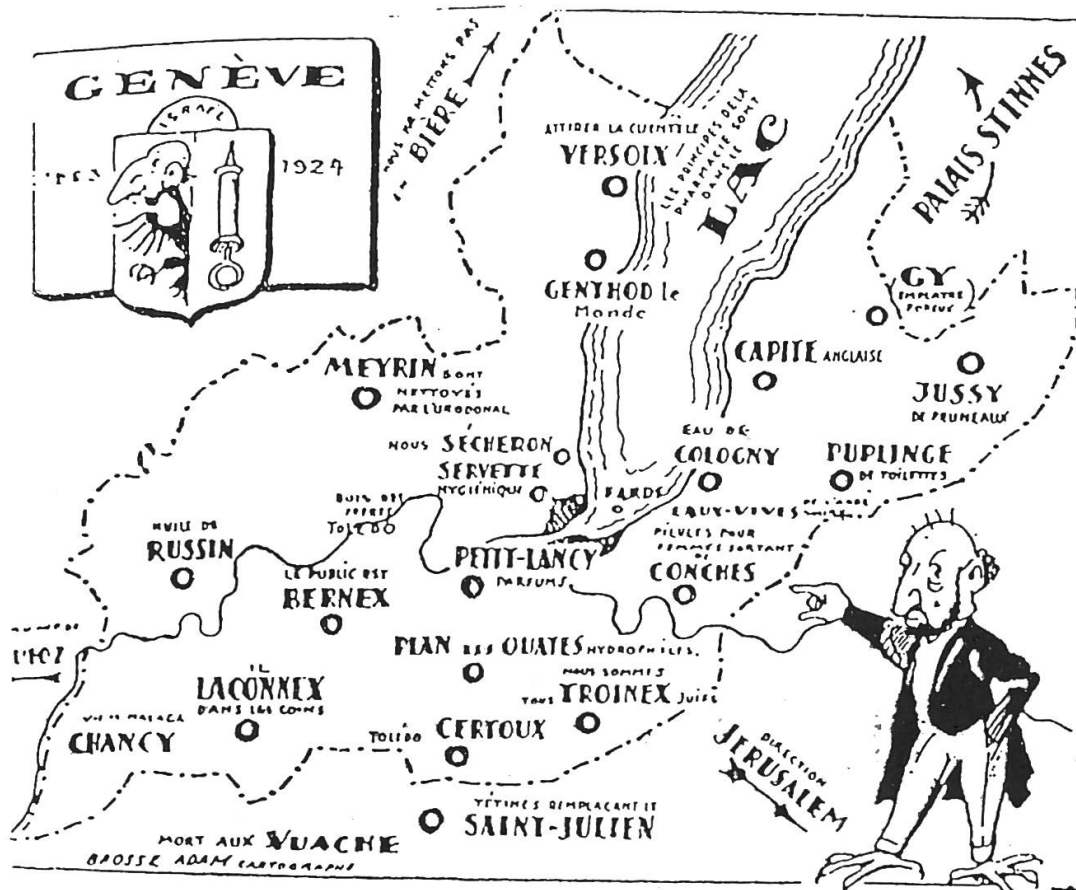 GENÈVE
ISRAEL
1924
NOUS NE METTONS PAS
EN BIÈRE
ATTIRER LA CLIENTÈLE
VERSOIX
LES PRINCIPES DE LA
PHARMACIE SONT
DANS LE
LAC
PALAIS STINNES
GENTHOD le
Monde
GY
(EMPLATRE
POREUX)
CAPITE ANGLAISE
JUSSY
DE PRUNEAUX
MEYRIN SONT
NETTOYÉS
PAR L'URODONAL
NOUS SÉCHERON
SERVETTE
HYGIÉNIQUE
EAU DE
COLOGNY
PUPLINGE
DE TOILETTES
FARDS
EAUX-VIVES
BOIS DES
FRÈRES
TOLEDO
HUILE DE
RUSSIN
PILULES POUR
FEMMES SORTANT
DE
CONCHES
PETIT-LANCY
PARFUMS
LE PUBLIC EST
BERNEX
PLAN DES OUATES HYDROPHILES.
NOUS SOMMES
TOUS TROINEX JUIFS
IL
LACONNEX
DANS LES COINS
VIEUX MALAGA
CHANCY
TOLEDO CERTOUX
DIRECTION
JERUSALEM
TÉTINES REMPLAÇANT LE
SAINT-JULIEN
MORT AUX VUACHE
BROSSE ADAM CARTOGRAPHE